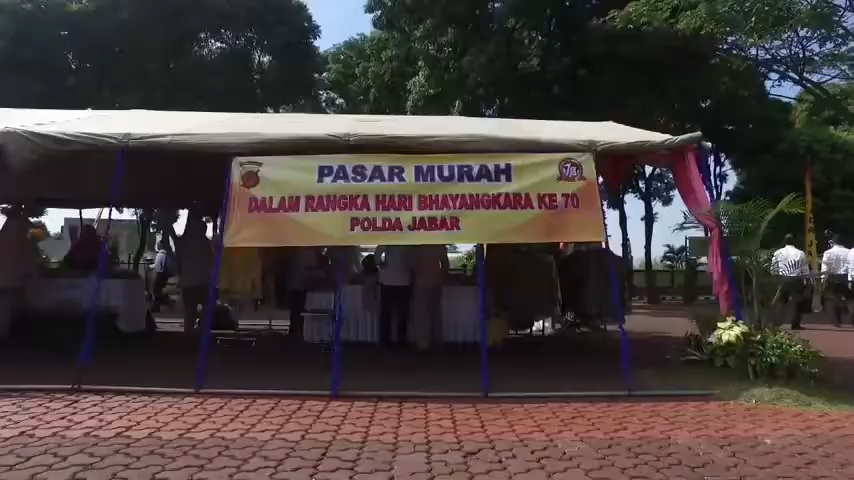 PASAR MURAH
DALAM RANGKA HARI BHAYANGKARA KE 70
POLDA JABAR